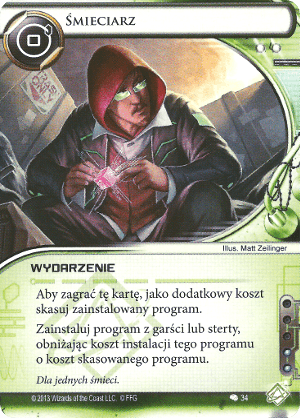 0
ŚMIECIARZ
Illus. Matt Zeilinger
WYDARZENIE
Aby zagrać tę kartę, jako dodatkowy koszt
skasuj zainstalowany program.
Zainstaluj program z garści lub sterty,
obniżając koszt instalacji tego programu
o koszt skasowanego programu.
Dla jednych śmieci.
© 2013 Wizards of the Coast LLC. © FFG
34